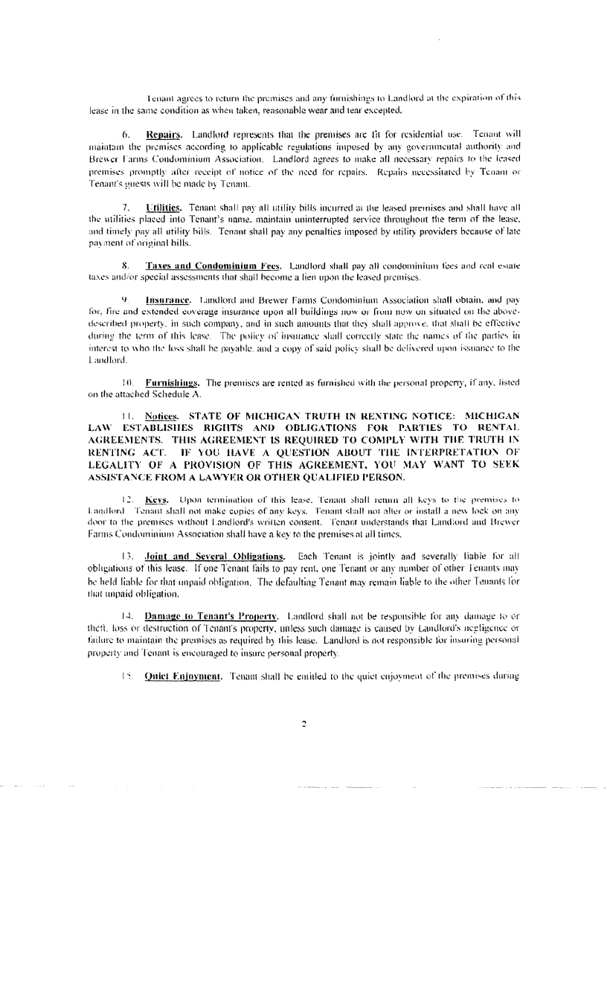 Tenant agrees to return the premises and any furnishings to Landlord at the expiration of this
lease in the same condition as when taken, reasonable wear and tear excepted.
6. Repairs. Landlord represents that the premises are fit for residential use. Tenant will
maintain the premises according to applicable regulations imposed by any governmental authority and
Brewer Farms Condominium Association. Landlord agrees to make all necessary repairs to the leased
premises promptly after receipt of notice of the need for repairs. Repairs necessitated by Tenant or
Tenant's guests will be made by Tenant.
7. Utilities. Tenant shall pay all utility bills incurred at the leased premises and shall have all
the utilities placed into Tenant's name, maintain uninterrupted service throughout the term of the lease,
and timely pay all utility bills. Tenant shall pay any penalties imposed by utility providers because of late
payment of original bills.
8. Taxes and Condominium Fees. Landlord shall pay all condominium fees and real estate
taxes and/or special assessments that shall become a lien upon the leased premises.
9. Insurance. Landlord and Brewer Farms Condominium Association shall obtain, and pay
for, fire and extended coverage insurance upon all buildings now or from now on situated on the above-
described property, in such company, and in such amounts that they shall approve, that shall be effective
during the term of this lease. The policy of insurance shall correctly state the names of the parties in
interest to who the loss shall be payable, and a copy of said policy shall be delivered upon issuance to the
Landlord.
10. Furnishings. The premises are rented as furnished with the personal property, if any, listed
on the attached Schedule A.
11. Notices. STATE OF MICHIGAN TRUTH IN RENTING NOTICE: MICHIGAN
LAW ESTABLISHES RIGHTS AND OBLIGATIONS FOR PARTIES TO RENTAL
AGREEMENTS. THIS AGREEMENT IS REQUIRED TO COMPLY WITH THE TRUTH IN
RENTING ACT. IF YOU HAVE A QUESTION ABOUT THE INTERPRETATION OF
LEGALITY OF A PROVISION OF THIS AGREEMENT, YOU MAY WANT TO SEEK
ASSISTANCE FROM A LAWYER OR OTHER QUALIFIED PERSON.
12. Keys. Upon termination of this lease, Tenant shall return all keys to the premises to
Landlord Tenant shall not make copies of any keys. Tenant shall not alter or install a new lock on any
door to the premises without Landlord's written consent. Tenant understands that Landlord and Brewer
Farms Condominium Association shall have a key to the premises at all times.
13. Joint and Several Obligations. Each Tenant is jointly and severally liable for all
obligations of this lease. If one Tenant fails to pay rent, one Tenant or any number of other Tenants may
be held liable for that unpaid obligation. The defaulting Tenant may remain liable to the other Tenants for
that unpaid obligation.
14. Damage to Tenant's Property. Landlord shall not be responsible for any damage to or
theft, loss or destruction of Tenant's property, unless such damage is caused by Landlord's negligence or
failure to maintain the premises as required by this lease. Landlord is not responsible for insuring personal
property and Tenant is encouraged to insure personal property.
15. Quiet Enjoyment. Tenant shall be entitled to the quiet enjoyment of the premises during
2